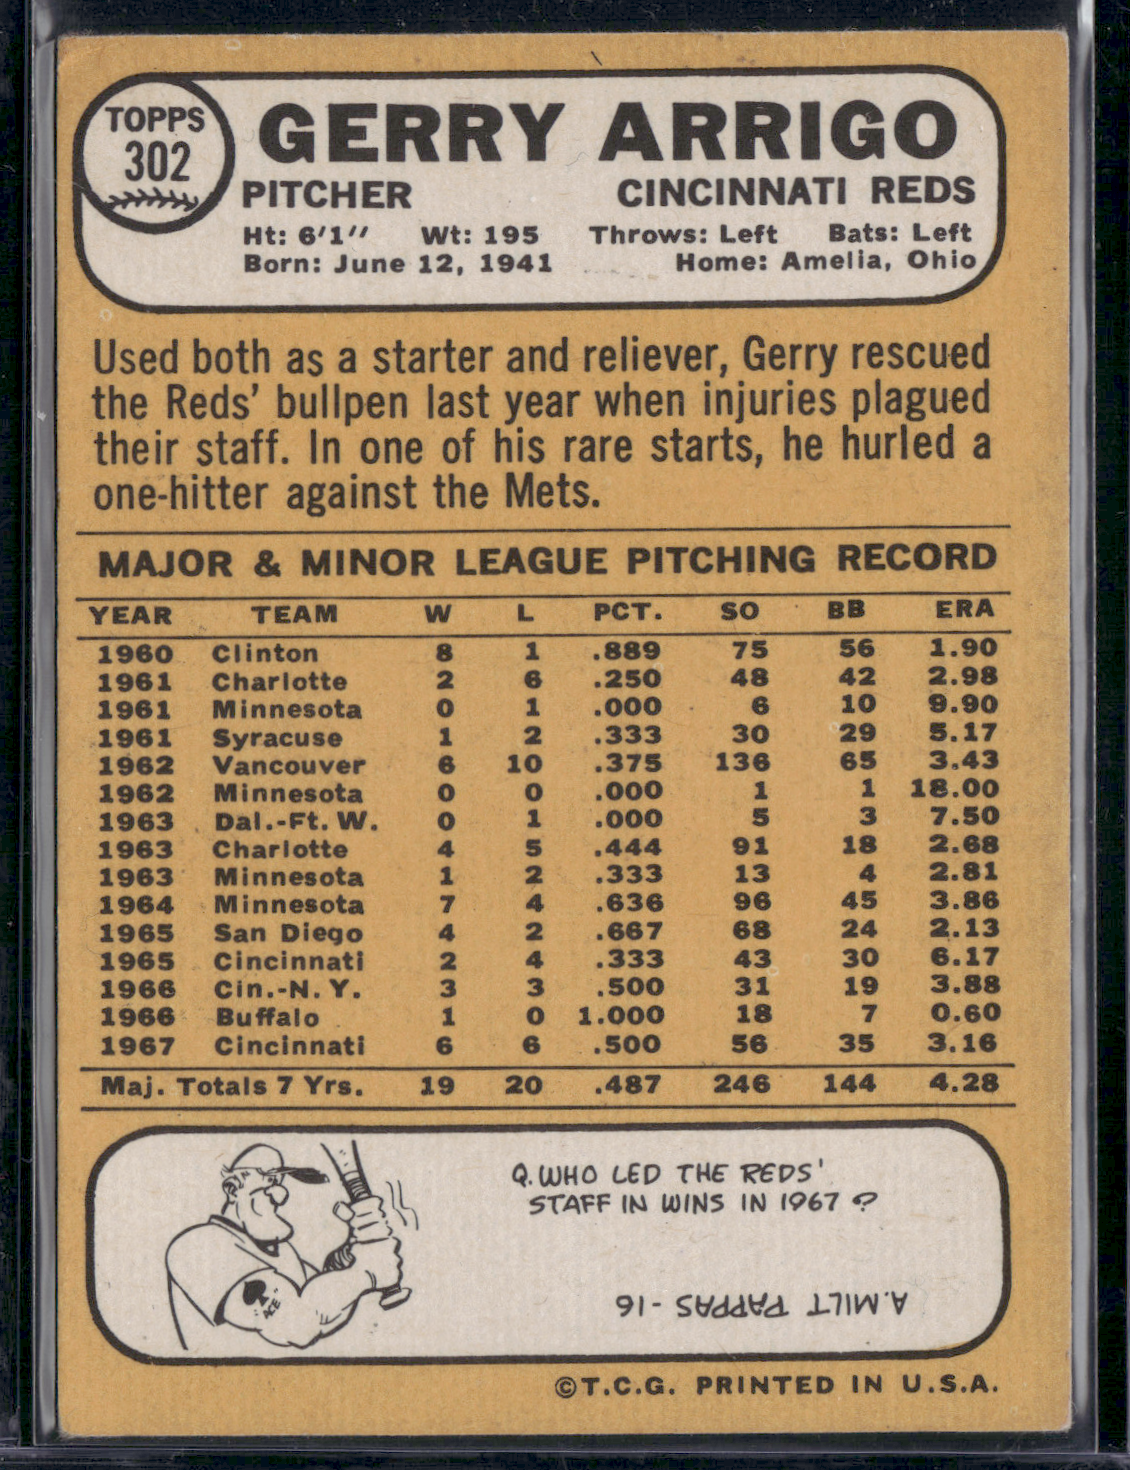 TOPPS
302
GERRY ARRIGO
PITCHER CINCINNATI REDS
Ht: 6'1" Wt: 195 Throws: Left Bats: Left
Born: June 12, 1941 Home: Amelia, Ohio
Used both as a starter and reliever, Gerry rescued
the Reds' bullpen last year when injuries plagued
their staff. In one of his rare starts, he hurled a
one-hitter against the Mets.
MAJOR & MINOR LEAGUE PITCHING RECORD
YEAR TEAM W L PCT. SO BB ERA
1960 Clinton 8 1 .889 75 56 1.90
1961 Charlotte 2 6 .250 48 42 2.98
1961 Minnesota 0 1 .000 6 10 9.90
1961 Syracuse 1 2 .333 30 29 5.17
1962 Vancouver 6 10 .375 136 65 3.43
1962 Minnesota 0 0 .000 1 1 18.00
1963 Dal.-Ft. W. 0 1 .000 5 3 7.50
1963 Charlotte 4 5 .444 91 18 2.68
1963 Minnesota 1 2 .333 13 4 2.81
1964 Minnesota 7 4 .636 96 45 3.86
1965 San Diego 4 2 .667 68 24 2.13
1965 Cincinnati 2 4 .333 43 30 6.17
1966 Cin.-N. Y. 3 3 .500 31 19 3.88
1966 Buffalo 1 0 1.000 18 7 0.60
1967 Cincinnati 6 6 .500 56 35 3.16
Maj. Totals 7 Yrs. 19 20 .487 246 144 4.28
Q. WHO LED THE REDS'
STAFF IN WINS IN 1967?
"ACE"
A. MILT PAPPAS - 16
©T.C.G. PRINTED IN U.S.A.